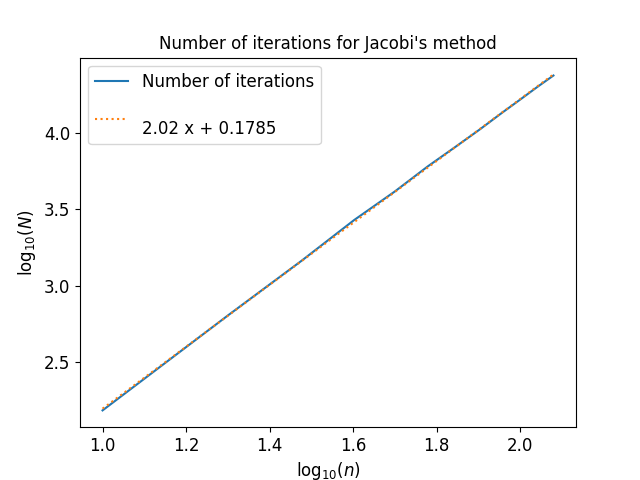 Number of iterations for Jacobi's method
Number of iterations
2.02 x + 0.1785
4.0
3.5
3.0
2.5
log₁₀(N)
1.0 1.2 1.4 1.6 1.8 2.0
log₁₀(n)